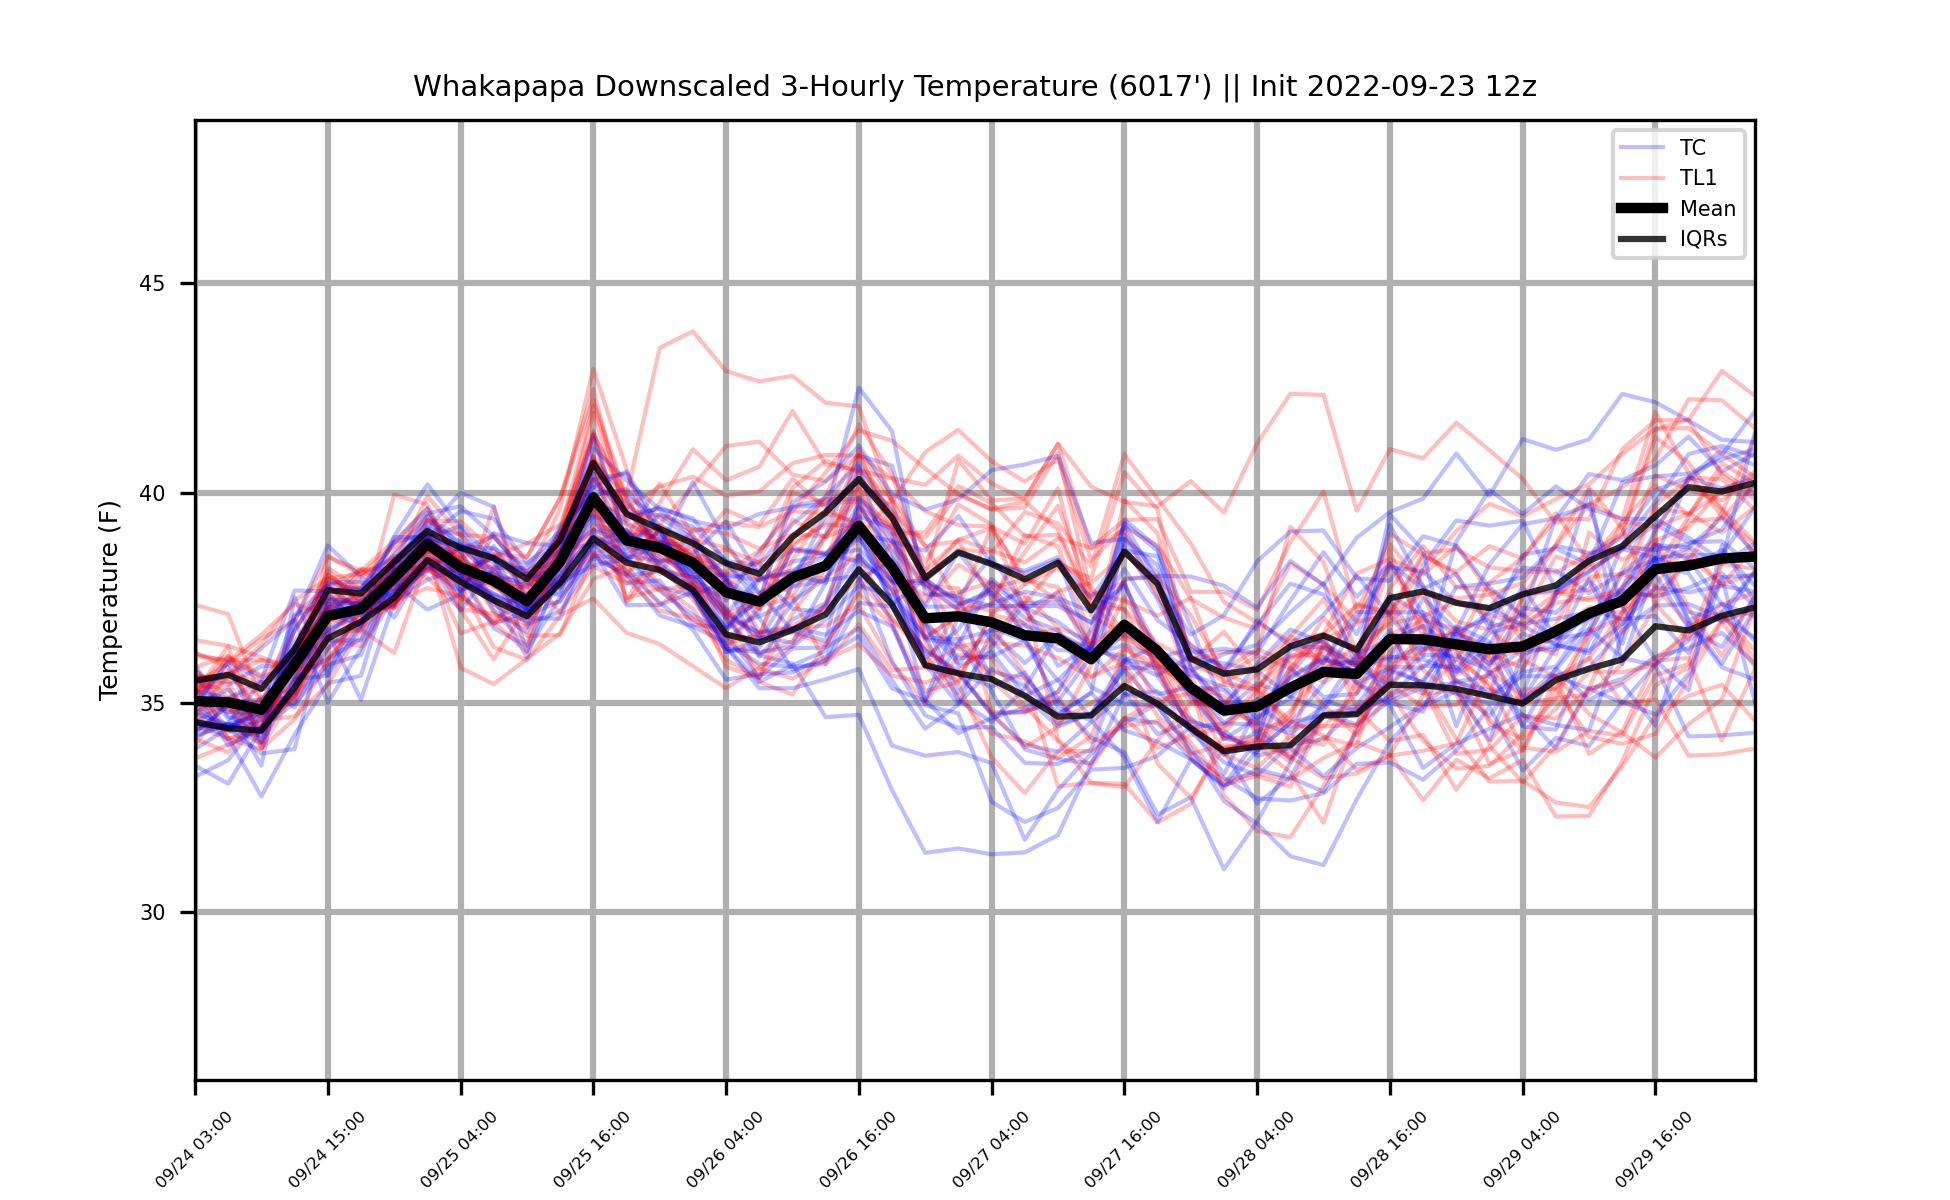 Whakapapa Downscaled 3-Hourly Temperature (6017') || Init 2022-09-23 12z
TC
TL1
Mean
IQRs
Temperature (F)
45
40
35
30
09/24 03:00
09/24 15:00
09/25 04:00
09/25 16:00
09/26 04:00
09/26 16:00
09/27 04:00
09/27 16:00
09/28 04:00
09/28 16:00
09/29 04:00
09/29 16:00